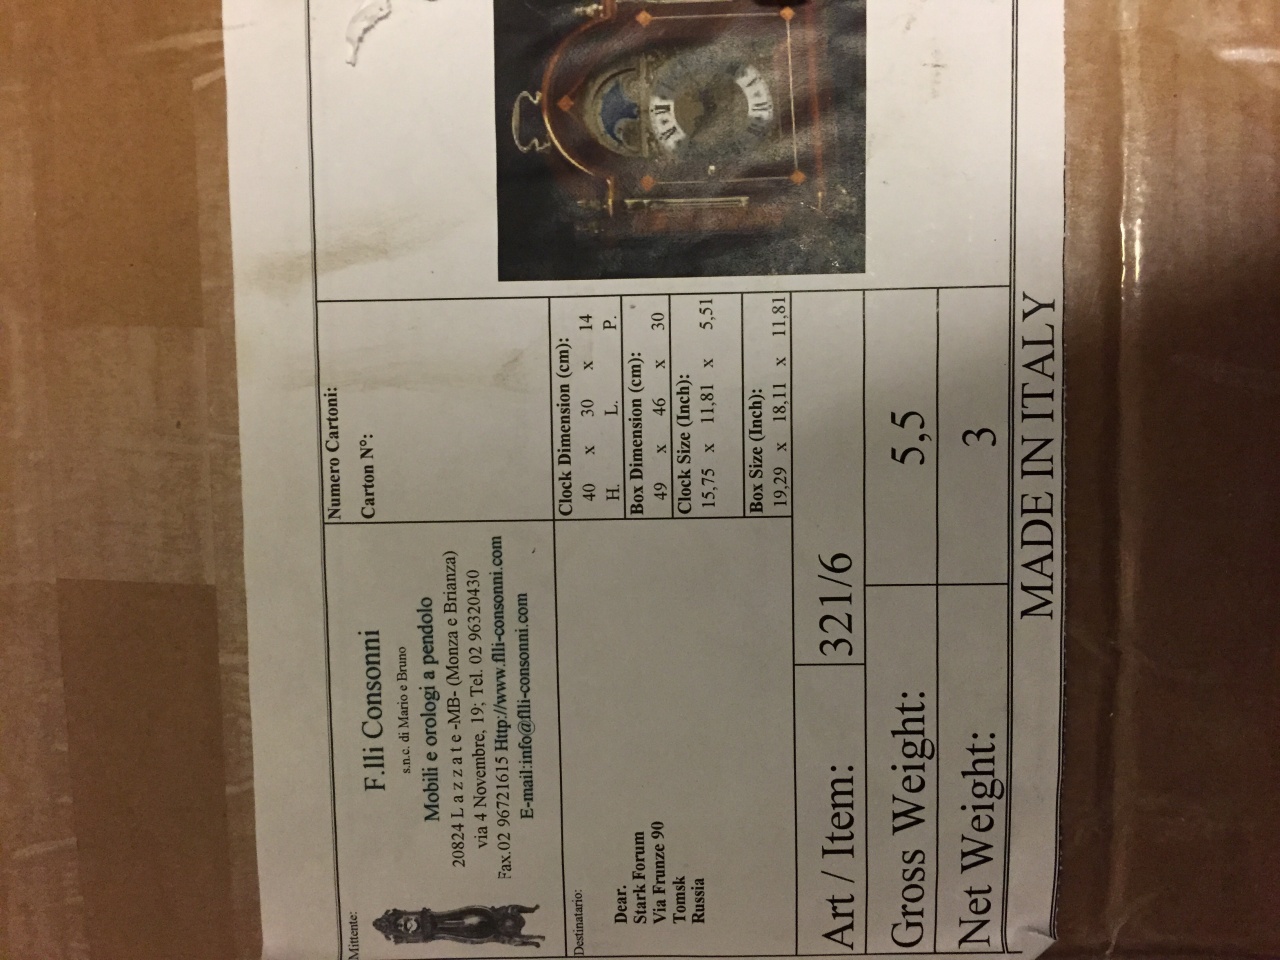 Mittente:
F.lli Consonni
s.n.c. di Mario e Bruno
Mobili e orologi a pendolo
20824 L a z z a t e -MB- (Monza e Brianza)
via 4 Novembre, 19; Tel. 02 96320430
Fax.02 96721615 Http://www.flli-consonni.com
E-mail:info@flli-consonni.com
Numero Cartoni:
Carton N°:
Destinatario:
Dear.
Stark Forum
Via Frunze 90
Tomsk
Russia
Clock Dimension (cm):
40 x 30 x 14
H. L. P.
Box Dimension (cm):
49 x 46 x 30
Clock Size (Inch):
15,75 x 11,81 x 5,51
Box Size (Inch):
19,29 x 18,11 x 11,81
Art / Item: 321/6
Gross Weight: 5,5
Net Weight: 3
MADE IN ITALY